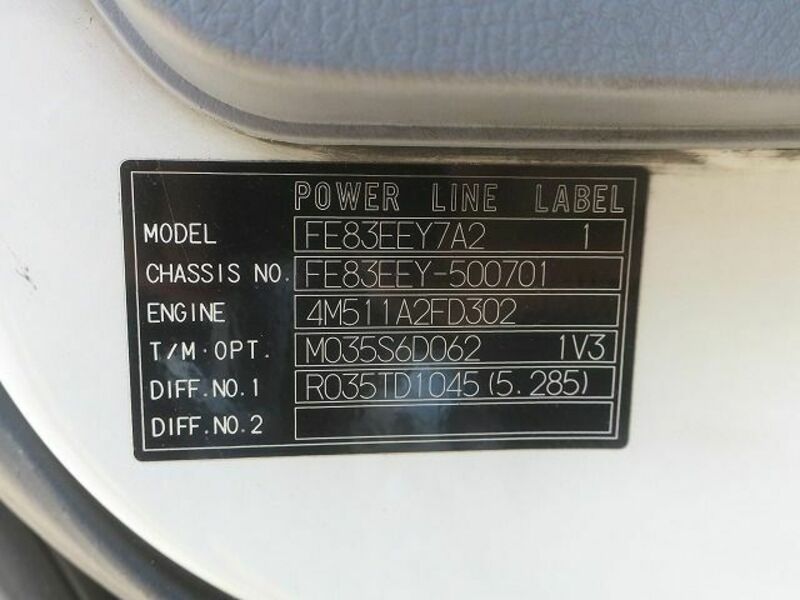 POWER LINE LABEL
MODEL FE83EEY7A2 1
CHASSIS NO. FE83EEY-500701
ENGINE 4M511A2FD302
T/M·OPT. M035S6D062 1V3
DIFF.NO.1 R035TD1045(5.285)
DIFF.NO.2